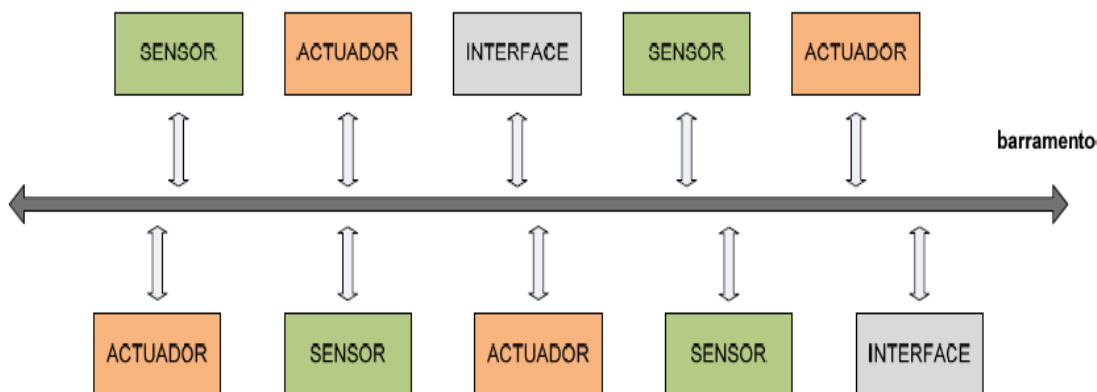 SENSOR
ACTUADOR
INTERFACE
SENSOR
ACTUADOR
barramento
ACTUADOR
SENSOR
ACTUADOR
SENSOR
INTERFACE